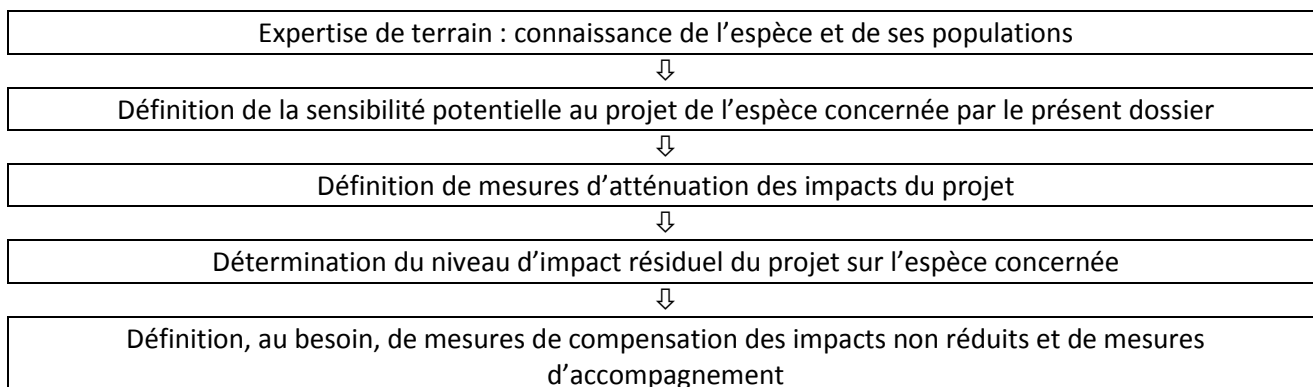 Expertise de terrain : connaissance de l’espèce et de ses populations
⇩
Définition de la sensibilité potentielle au projet de l’espèce concernée par le présent dossier
⇩
Définition de mesures d’atténuation des impacts du projet
⇩
Détermination du niveau d’impact résiduel du projet sur l’espèce concernée
⇩
Définition, au besoin, de mesures de compensation des impacts non réduits et de mesures
d’accompagnement